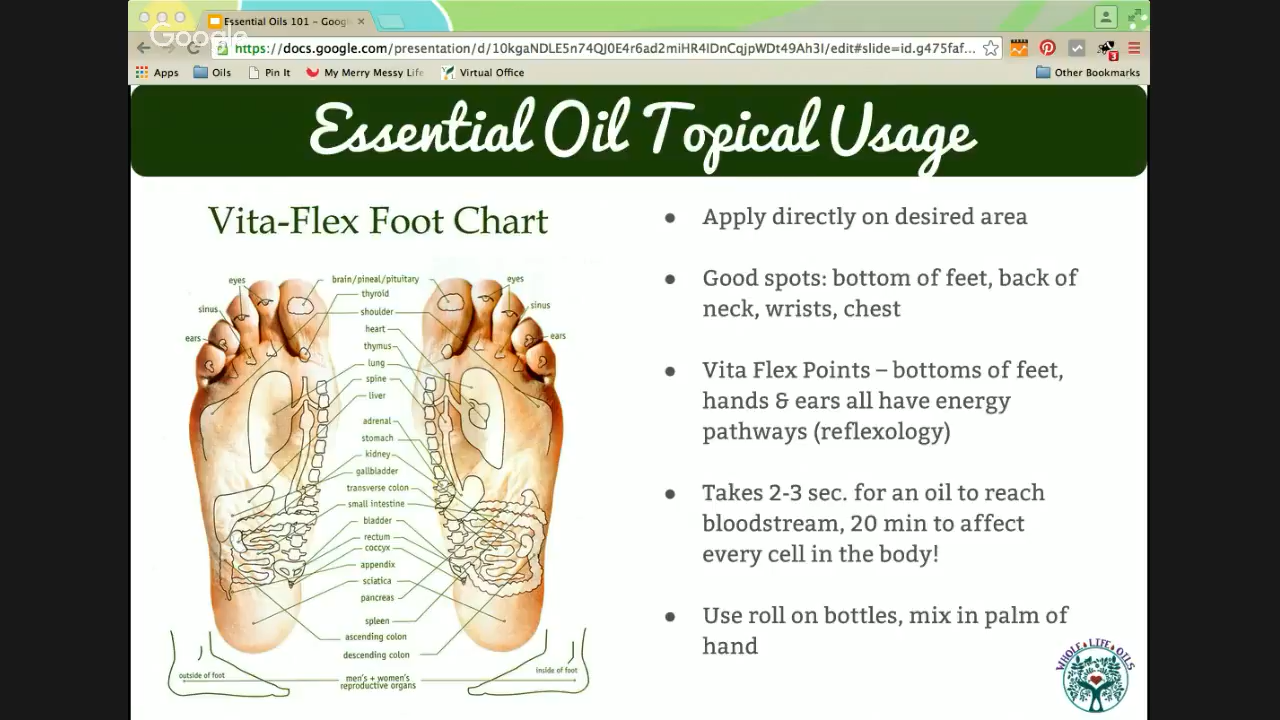 Essential Oils 101 - Goog
Google
https://docs.google.com/presentation/d/10kgaNDLE5n74QJ0E4r6ad2miHR4lDnCqjpWDt49Ah3I/edit#slide=id.g475faf...
3
Apps Oils Pin It My Merry Messy Life Virtual Office Other Bookmarks
Essential Oil Topical Usage
Vita-Flex Foot Chart
eyes
brain/pineal/pituitary
eyes
thyroid
sinus
shoulder
sinus
heart
ears
ears
thymus
lung
spine
liver
adrenal
stomach
kidney
gallbladder
transverse colon
small intestine
bladder
rectum
coccyx
appendix
sciatica
pancreas
spleen
ascending colon
descending colon
outside of foot
inside of foot
men's + women's
reproductive organs
● Apply directly on desired area
● Good spots: bottom of feet, back of
neck, wrists, chest
● Vita Flex Points – bottoms of feet,
hands & ears all have energy
pathways (reflexology)
● Takes 2-3 sec. for an oil to reach
bloodstream, 20 min to affect
every cell in the body!
● Use roll on bottles, mix in palm of
hand
WHOLE LIFE OILS